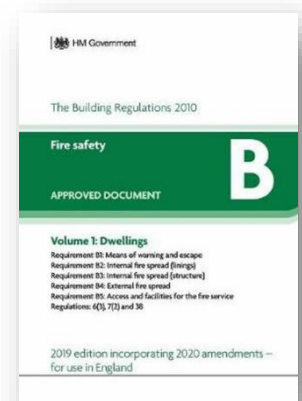 HM Government
The Building Regulations 2010
Fire safety
B
APPROVED DOCUMENT
Volume 1: Dwellings
Requirement B1: Means of warning and escape
Requirement B2: Internal fire spread (linings)
Requirement B3: Internal fire spread (structure)
Requirement B4: External fire spread
Requirement B5: Access and facilities for the fire service
Regulations: 6(3), 7(2) and 38
2019 edition incorporating 2020 amendments –
for use in England